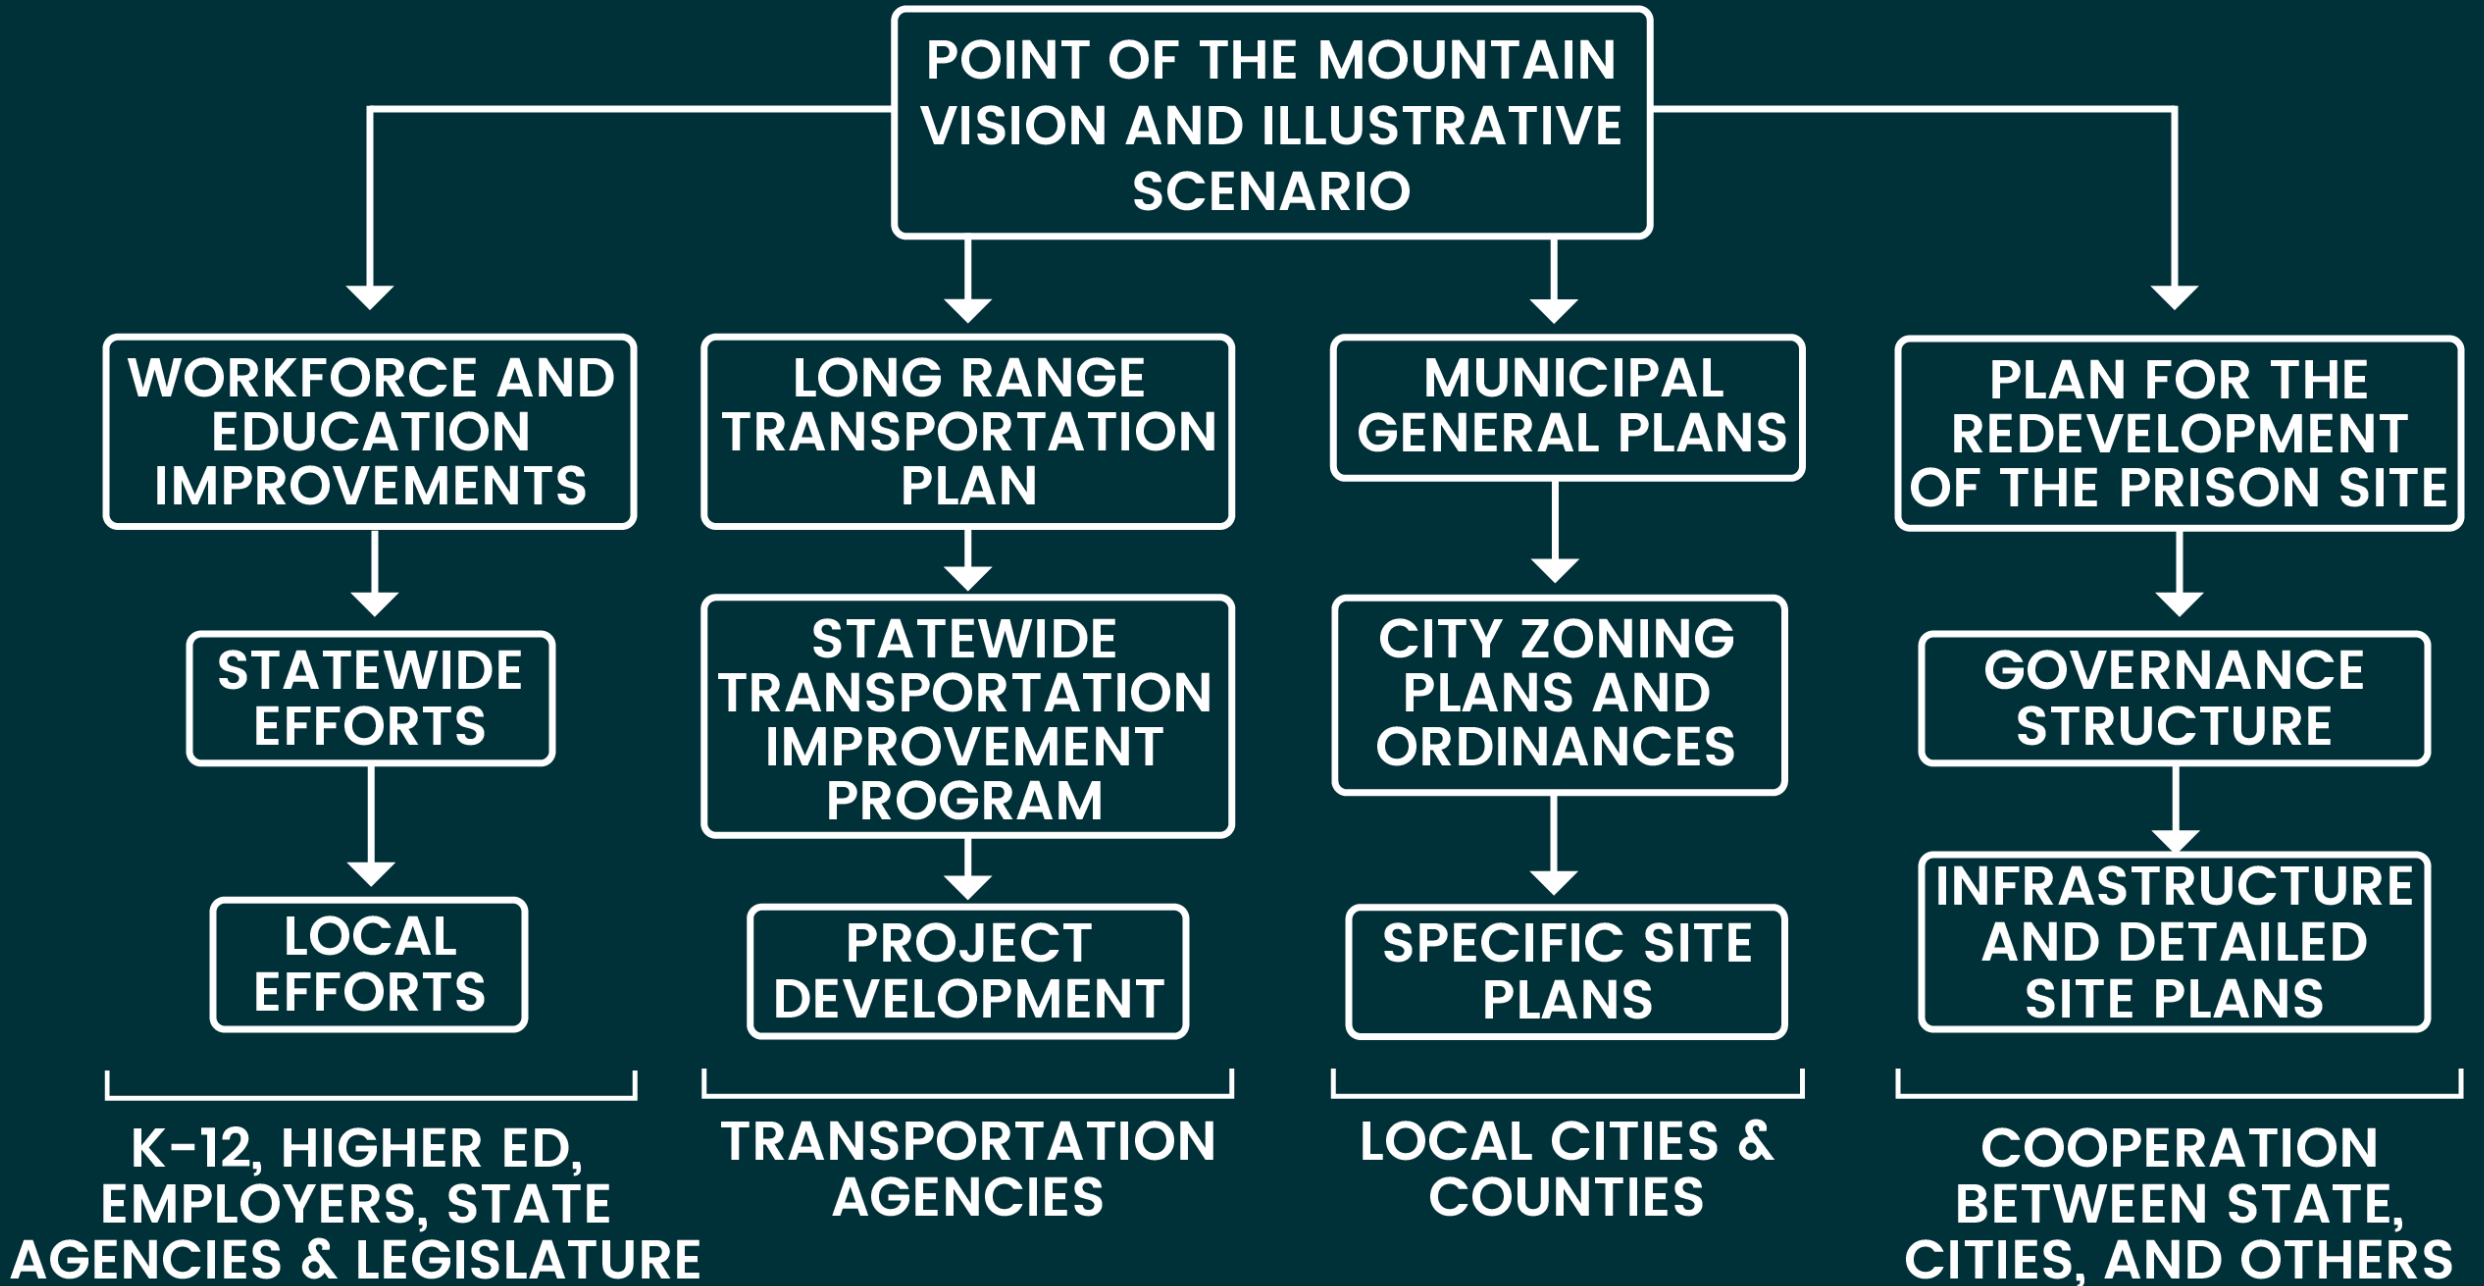 POINT OF THE MOUNTAIN
VISION AND ILLUSTRATIVE
SCENARIO
WORKFORCE AND
EDUCATION
IMPROVEMENTS
STATEWIDE
EFFORTS
LOCAL
EFFORTS
K-12, HIGHER ED,
EMPLOYERS, STATE
AGENCIES & LEGISLATURE
LONG RANGE
TRANSPORTATION
PLAN
STATEWIDE
TRANSPORTATION
IMPROVEMENT
PROGRAM
PROJECT
DEVELOPMENT
TRANSPORTATION
AGENCIES
MUNICIPAL
GENERAL PLANS
CITY ZONING
PLANS AND
ORDINANCES
SPECIFIC SITE
PLANS
LOCAL CITIES &
COUNTIES
PLAN FOR THE
REDEVELOPMENT
OF THE PRISON SITE
GOVERNANCE
STRUCTURE
INFRASTRUCTURE
AND DETAILED
SITE PLANS
COOPERATION
BETWEEN STATE,
CITIES, AND OTHERS